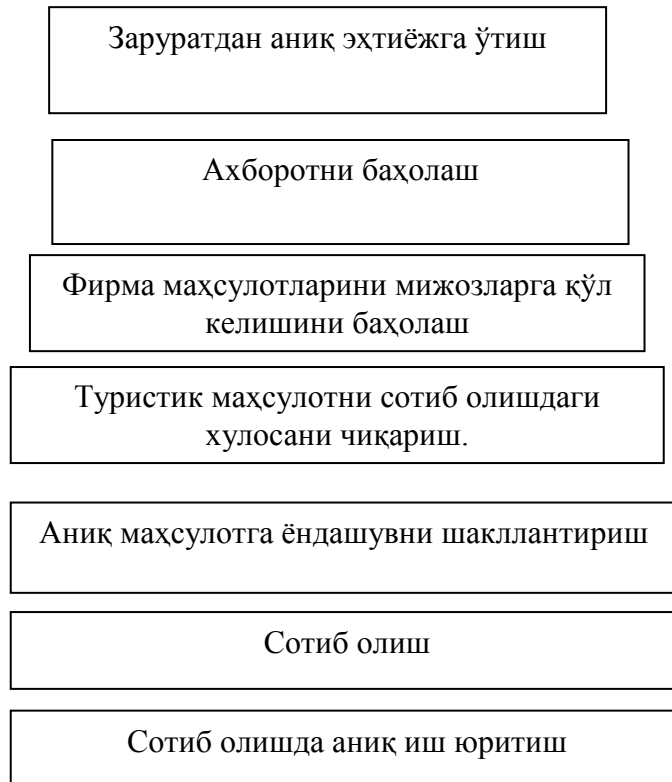 Заруратдан аниқ эҳтиёжга ўтиш
Ахборотни баҳолаш
Фирма маҳсулотларини мижозларга қўл
келишини баҳолаш
Туристик маҳсулотни сотиб олишдаги
хулосани чиқариш.
Аниқ маҳсулотга ёндашувни шакллантириш
Сотиб олиш
Сотиб олишда аниқ иш юритиш